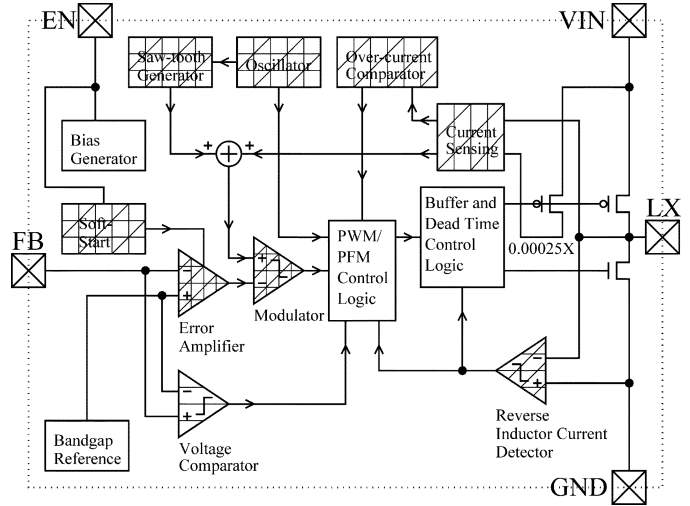 EN
VIN
Saw-tooth
Generator
Oscillator
Over-current
Comparator
Current
Sensing
Bias
Generator
+
+
+
Soft-
Start
Buffer and
Dead Time
Control
Logic
LX
FB
PWM/
PFM
Control
Logic
0.00025X
−
+
+
−
Error
Amplifier
Modulator
−
+
−
+
Bandgap
Reference
Voltage
Comparator
Reverse
Inductor Current
Detector
GND